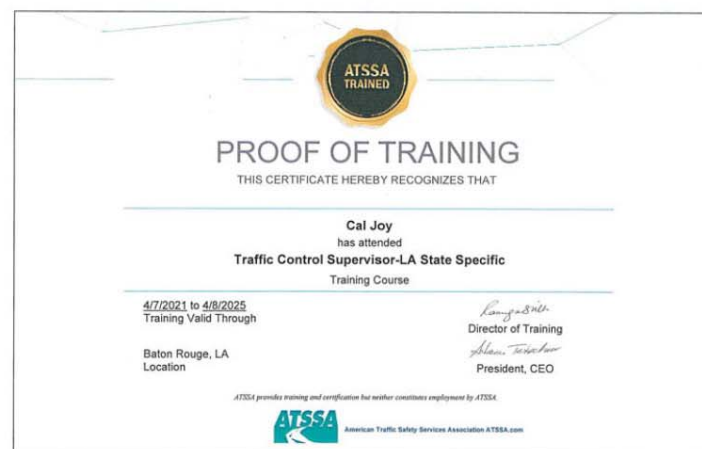 ATSSA
TRAINED
PROOF OF TRAINING
THIS CERTIFICATE HEREBY RECOGNIZES THAT
Cal Joy
has attended
Traffic Control Supervisor-LA State Specific
Training Course
4/7/2021 to 4/8/2025
Training Valid Through
Director of Training
Baton Rouge, LA
Location
President, CEO
ATSSA provides training and certification but neither constitutes employment by ATSSA.
ATSSA
American Traffic Safety Services Association ATSSA.com